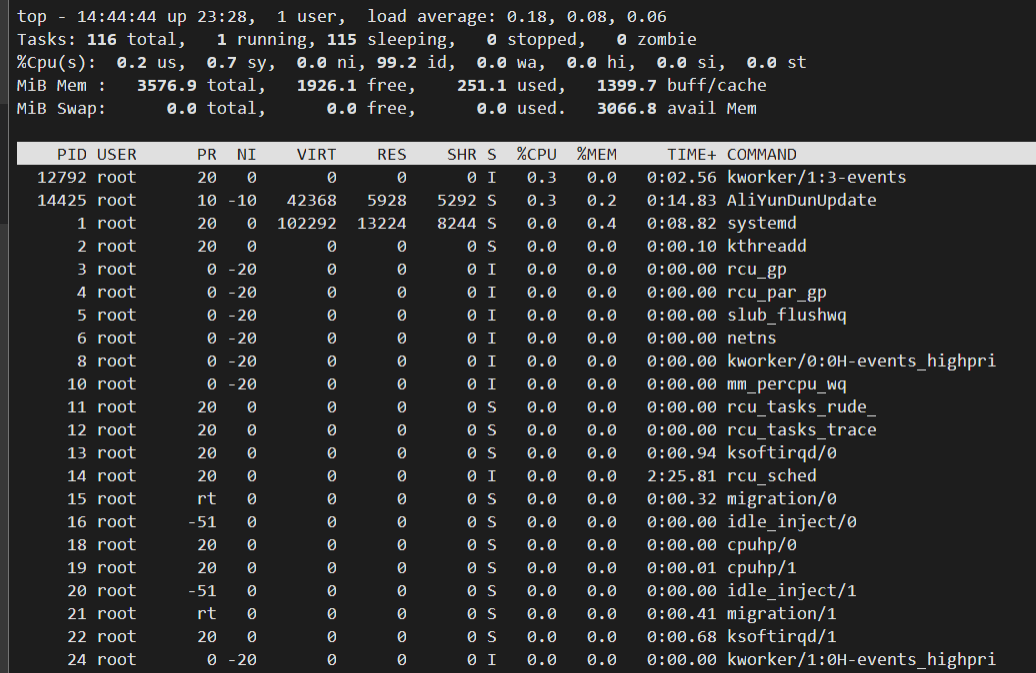 top - 14:44:44 up 23:28,  1 user,  load average: 0.18, 0.08, 0.06
Tasks: 116 total,   1 running, 115 sleeping,   0 stopped,   0 zombie
%Cpu(s):  0.2 us,  0.7 sy,  0.0 ni, 99.2 id,  0.0 wa,  0.0 hi,  0.0 si,  0.0 st
MiB Mem :   3576.9 total,   1926.1 free,    251.1 used,   1399.7 buff/cache
MiB Swap:      0.0 total,      0.0 free,      0.0 used.   3066.8 avail Mem
    PID USER      PR  NI    VIRT    RES    SHR S  %CPU  %MEM     TIME+ COMMAND
  12792 root      20   0       0      0      0 I   0.3   0.0   0:02.56 kworker/1:3-events
  14425 root      10 -10   42368   5928   5292 S   0.3   0.2   0:14.83 AliYunDunUpdate
      1 root      20   0  102292  13224   8244 S   0.0   0.4   0:08.82 systemd
      2 root      20   0       0      0      0 S   0.0   0.0   0:00.10 kthreadd
      3 root       0 -20       0      0      0 I   0.0   0.0   0:00.00 rcu_gp
      4 root       0 -20       0      0      0 I   0.0   0.0   0:00.00 rcu_par_gp
      5 root       0 -20       0      0      0 I   0.0   0.0   0:00.00 slub_flushwq
      6 root       0 -20       0      0      0 I   0.0   0.0   0:00.00 netns
      8 root       0 -20       0      0      0 I   0.0   0.0   0:00.00 kworker/0:0H-events_highpri
     10 root       0 -20       0      0      0 I   0.0   0.0   0:00.00 mm_percpu_wq
     11 root      20   0       0      0      0 S   0.0   0.0   0:00.00 rcu_tasks_rude_
     12 root      20   0       0      0      0 S   0.0   0.0   0:00.00 rcu_tasks_trace
     13 root      20   0       0      0      0 S   0.0   0.0   0:00.94 ksoftirqd/0
     14 root      20   0       0      0      0 I   0.0   0.0   2:25.81 rcu_sched
     15 root      rt   0       0      0      0 S   0.0   0.0   0:00.32 migration/0
     16 root     -51   0       0      0      0 S   0.0   0.0   0:00.00 idle_inject/0
     18 root      20   0       0      0      0 S   0.0   0.0   0:00.00 cpuhp/0
     19 root      20   0       0      0      0 S   0.0   0.0   0:00.01 cpuhp/1
     20 root     -51   0       0      0      0 S   0.0   0.0   0:00.00 idle_inject/1
     21 root      rt   0       0      0      0 S   0.0   0.0   0:00.41 migration/1
     22 root      20   0       0      0      0 S   0.0   0.0   0:00.68 ksoftirqd/1
     24 root       0 -20       0      0      0 I   0.0   0.0   0:00.00 kworker/1:0H-events_highpri